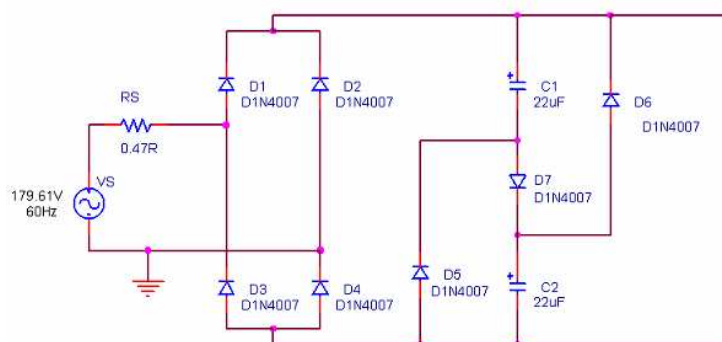 D1
D1N4007
D2
D1N4007
C1
22uF
D6
D1N4007
RS
0.47R
VS
179.61V
60Hz
D7
D1N4007
D3
D1N4007
D4
D1N4007
D5
D1N4007
C2
22uF